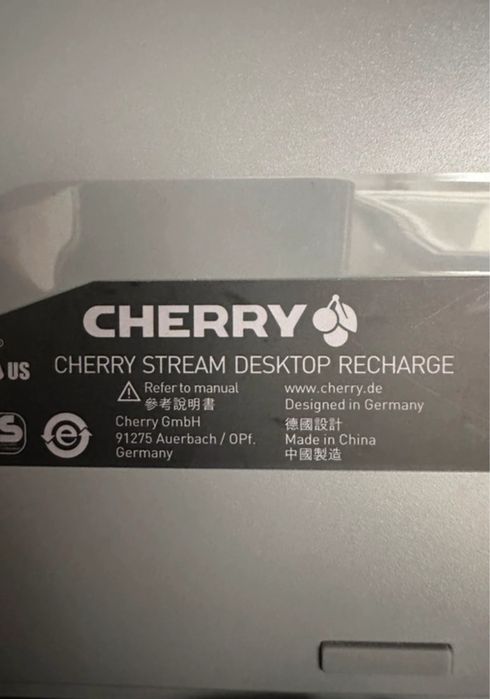 CHERRY
CHERRY STREAM DESKTOP RECHARGE
US
Refer to manual
參考說明書
Cherry GmbH
91275 Auerbach / OPf.
Germany
www.cherry.de
Designed in Germany
德國設計
Made in China
中國製造
S
e